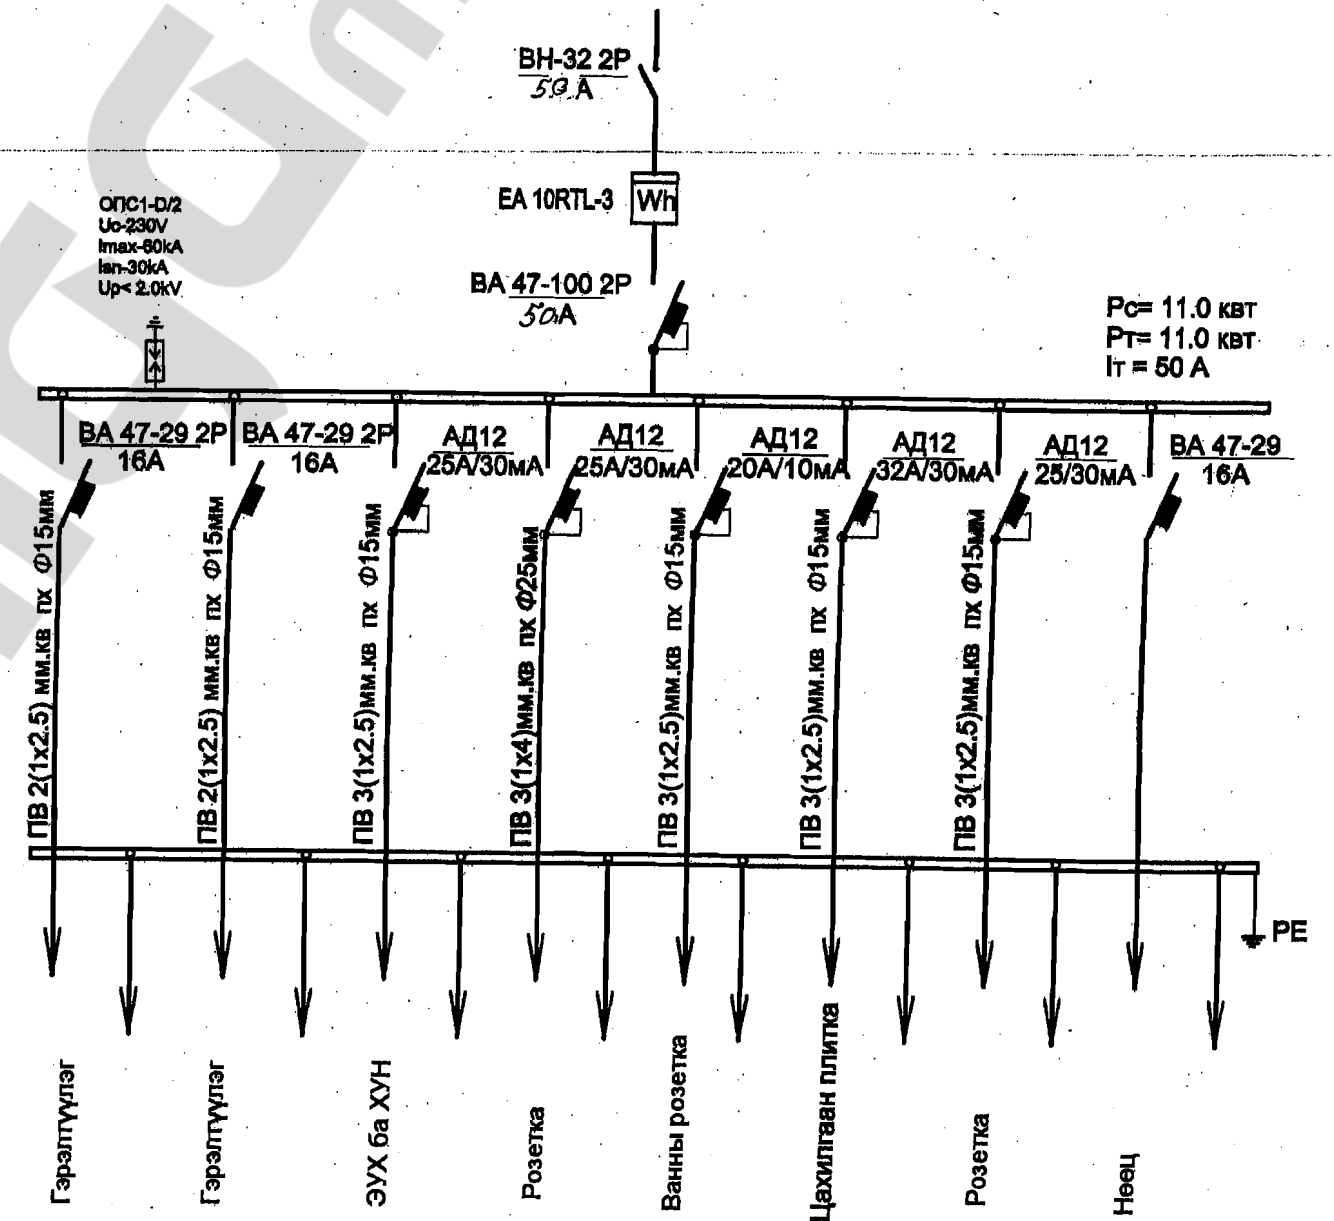 ВН-32 2Р
50 А
ЕА 10RTL-3
Wh
ОПС1-D/2
Uc-230V
Imax-60kA
Isn-30kA
Up< 2.0kV
ВА 47-100 2Р
50А
Рс= 11.0 квт
Рт= 11.0 квт
Iт = 50 А
ВА 47-29 2Р
16А
ВА 47-29 2Р
16А
АД12
25А/30мА
АД12
25А/30мА
АД12
20А/10мА
АД12
32А/30мА
АД12
25/30мА
ВА 47-29
16А
ПВ 2(1х2.5) мм.кв пх Ф15мм
ПВ 2(1х2.5) мм.кв пх Ф15мм
ПВ 3(1х2.5)мм.кв пх Ф15мм
ПВ 3(1х4)мм.кв пх Ф25мм
ПВ 3(1х2.5)мм.кв пх Ф15мм
ПВ 3(1х2.5)мм.кв пх Ф15мм
ПВ 3(1х2.5)мм.кв пх Ф15мм
РЕ
Гэрэлтүүлэг
Гэрэлтүүлэг
ЭУХ ба ХУН
Розетка
Ванны розетка
Цахилгаан плитка
Розетка
Нөөц